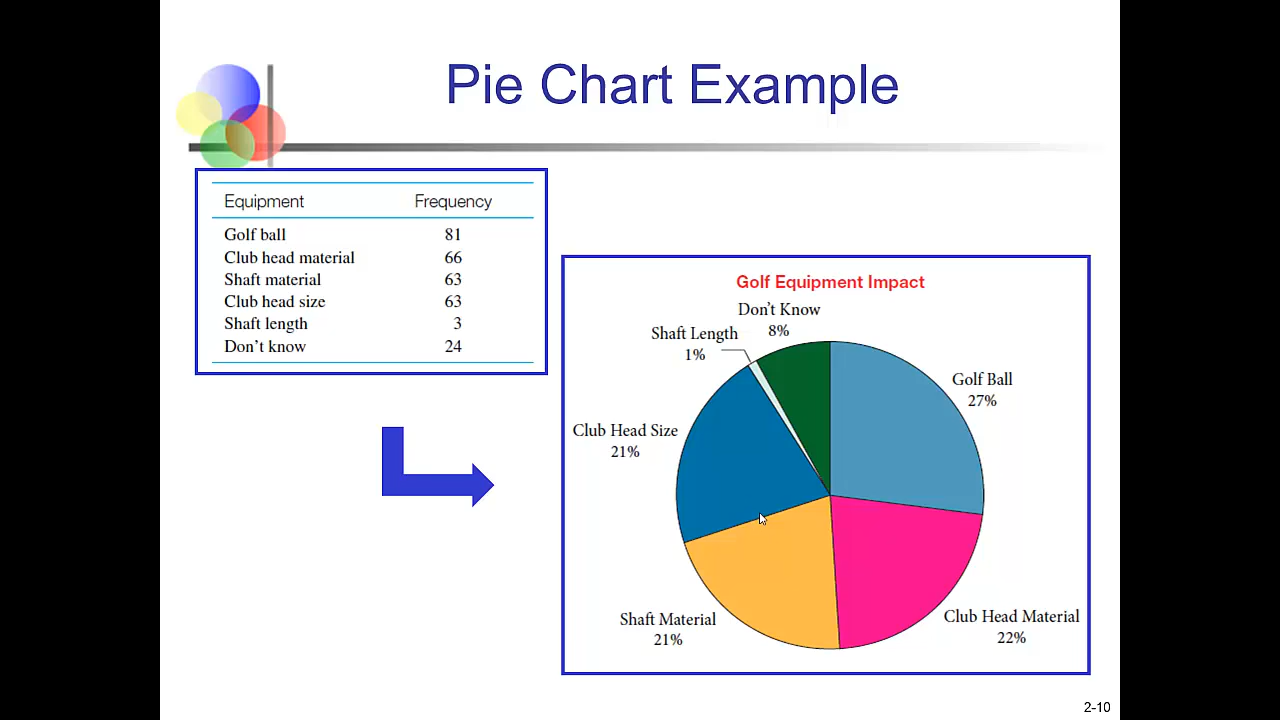 Pie Chart Example
Equipment Frequency
Golf ball 81
Club head material 66
Shaft material 63
Club head size 63
Shaft length 3
Don't know 24
Golf Equipment Impact
Don't Know
8%
Shaft Length
1%
Golf Ball
27%
Club Head Size
21%
Shaft Material
21%
Club Head Material
22%
2-10